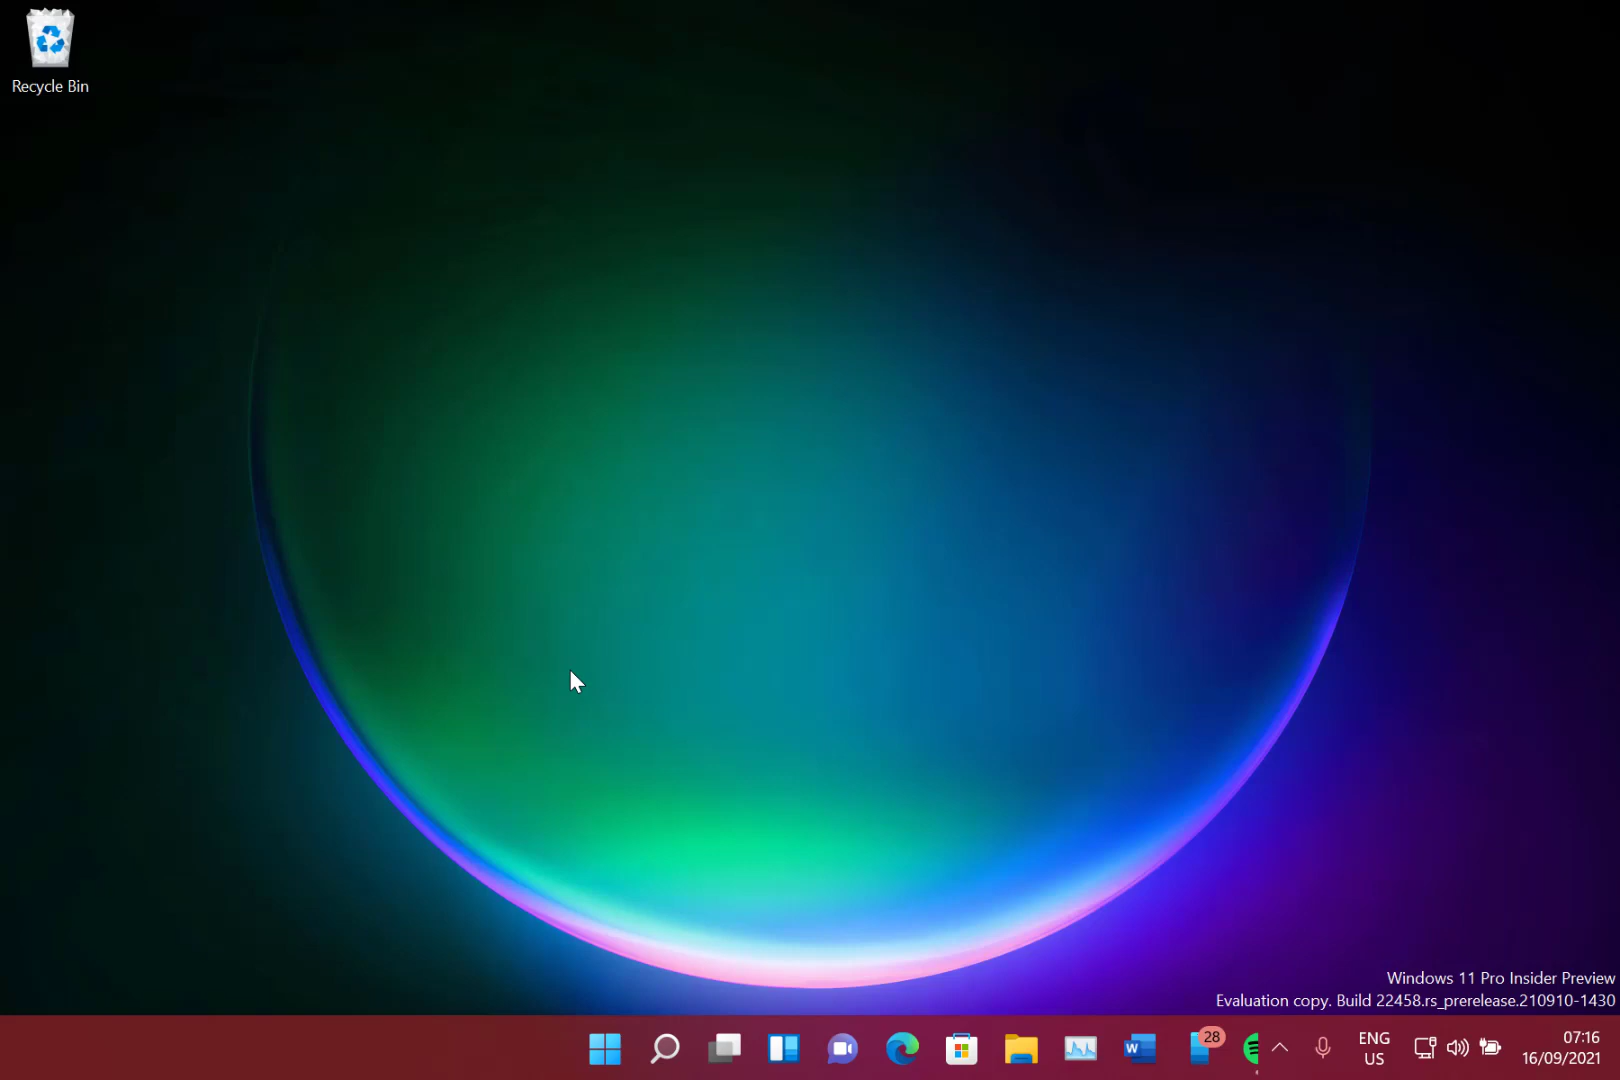 Recycle Bin
Windows 11 Pro Insider Preview
Evaluation copy. Build 22458.rs_prerelease.210910-1430
W
28
ENG
US
07:16
16/09/2021